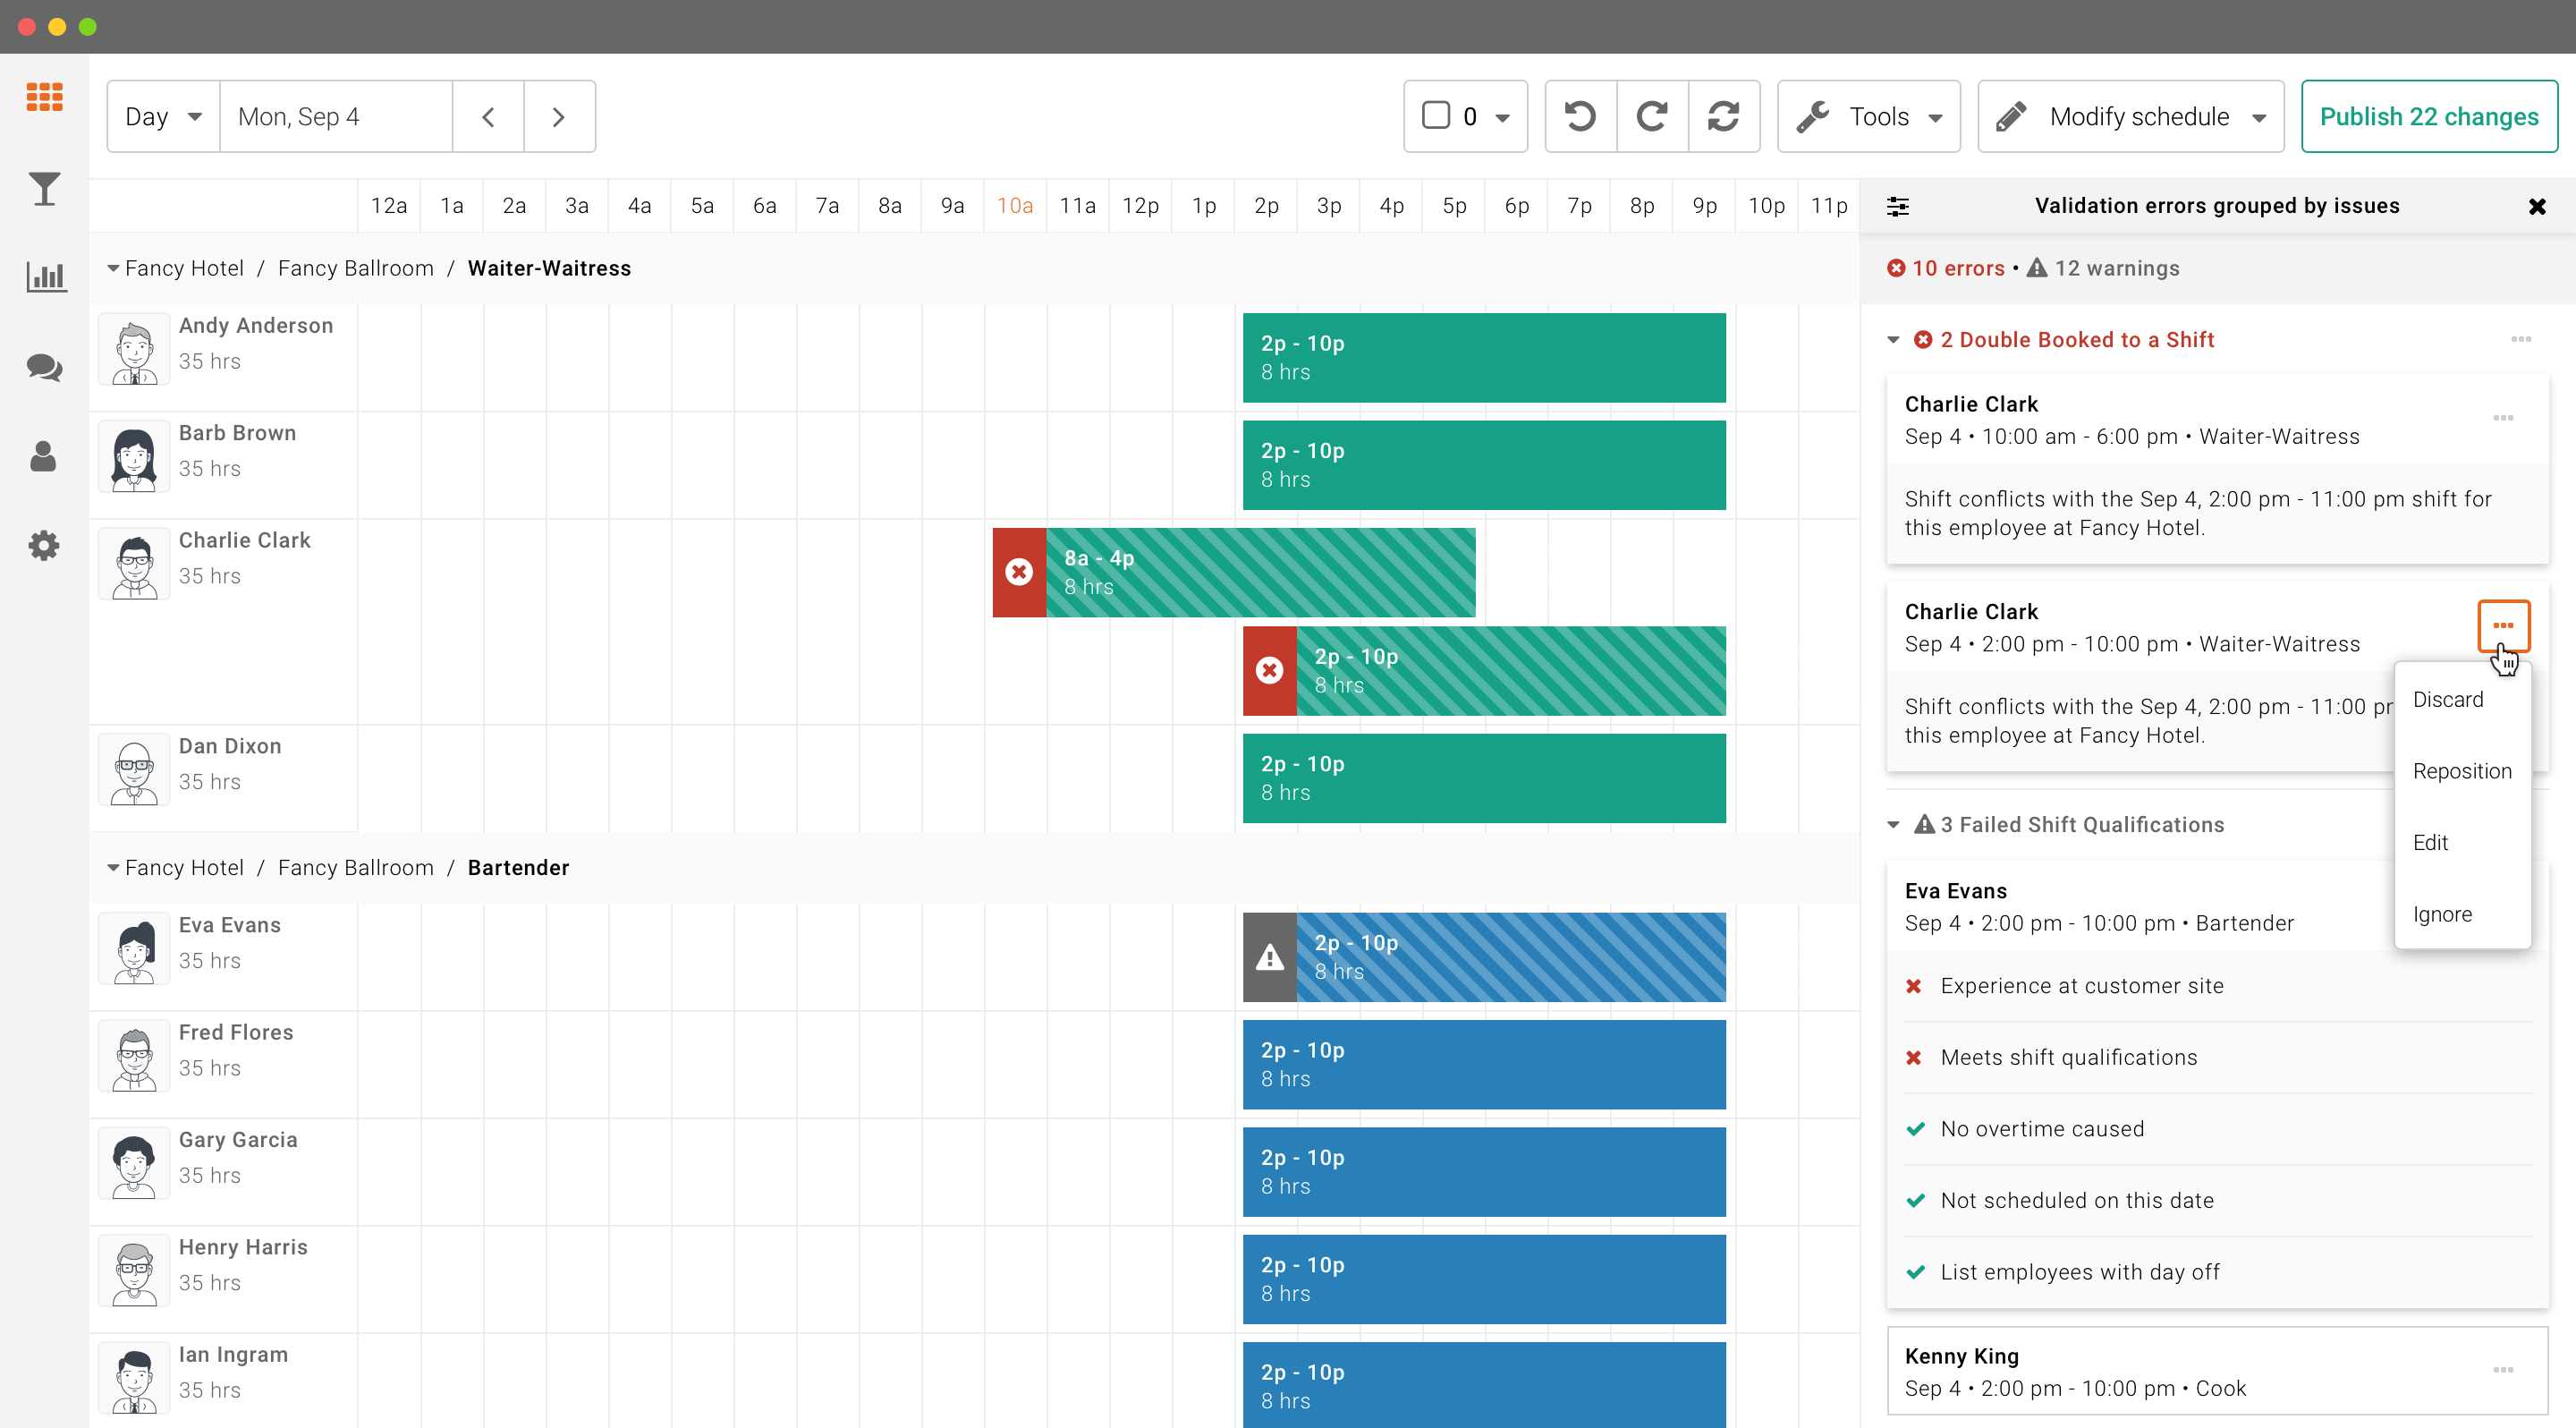 Day
Mon, Sep 4
0
Tools
Modify schedule
Publish 22 changes
12a 1a 2a 3a 4a 5a 6a 7a 8a 9a 10a 11a 12p 1p 2p 3p 4p 5p 6p 7p 8p 9p 10p 11p
Fancy Hotel / Fancy Ballroom / Waiter-Waitress
Andy Anderson
35 hrs
2p - 10p
8 hrs
Barb Brown
35 hrs
2p - 10p
8 hrs
Charlie Clark
35 hrs
8a - 4p
8 hrs
2p - 10p
8 hrs
Dan Dixon
35 hrs
2p - 10p
8 hrs
Fancy Hotel / Fancy Ballroom / Bartender
Eva Evans
35 hrs
2p - 10p
8 hrs
Fred Flores
35 hrs
2p - 10p
8 hrs
Gary Garcia
35 hrs
2p - 10p
8 hrs
Henry Harris
35 hrs
2p - 10p
8 hrs
Ian Ingram
35 hrs
2p - 10p
8 hrs
Validation errors grouped by issues
10 errors • 12 warnings
2 Double Booked to a Shift
Charlie Clark
Sep 4 • 10:00 am - 6:00 pm • Waiter-Waitress
Shift conflicts with the Sep 4, 2:00 pm - 11:00 pm shift for
this employee at Fancy Hotel.
Charlie Clark
Sep 4 • 2:00 pm - 10:00 pm • Waiter-Waitress
Shift conflicts with the Sep 4, 2:00 pm - 11:00
this employee at Fancy Hotel.
Discard
Reposition
Edit
Ignore
3 Failed Shift Qualifications
Eva Evans
Sep 4 • 2:00 pm - 10:00 pm • Bartender
Experience at customer site
Meets shift qualifications
No overtime caused
Not scheduled on this date
List employees with day off
Kenny King
Sep 4 • 2:00 pm - 10:00 pm • Cook